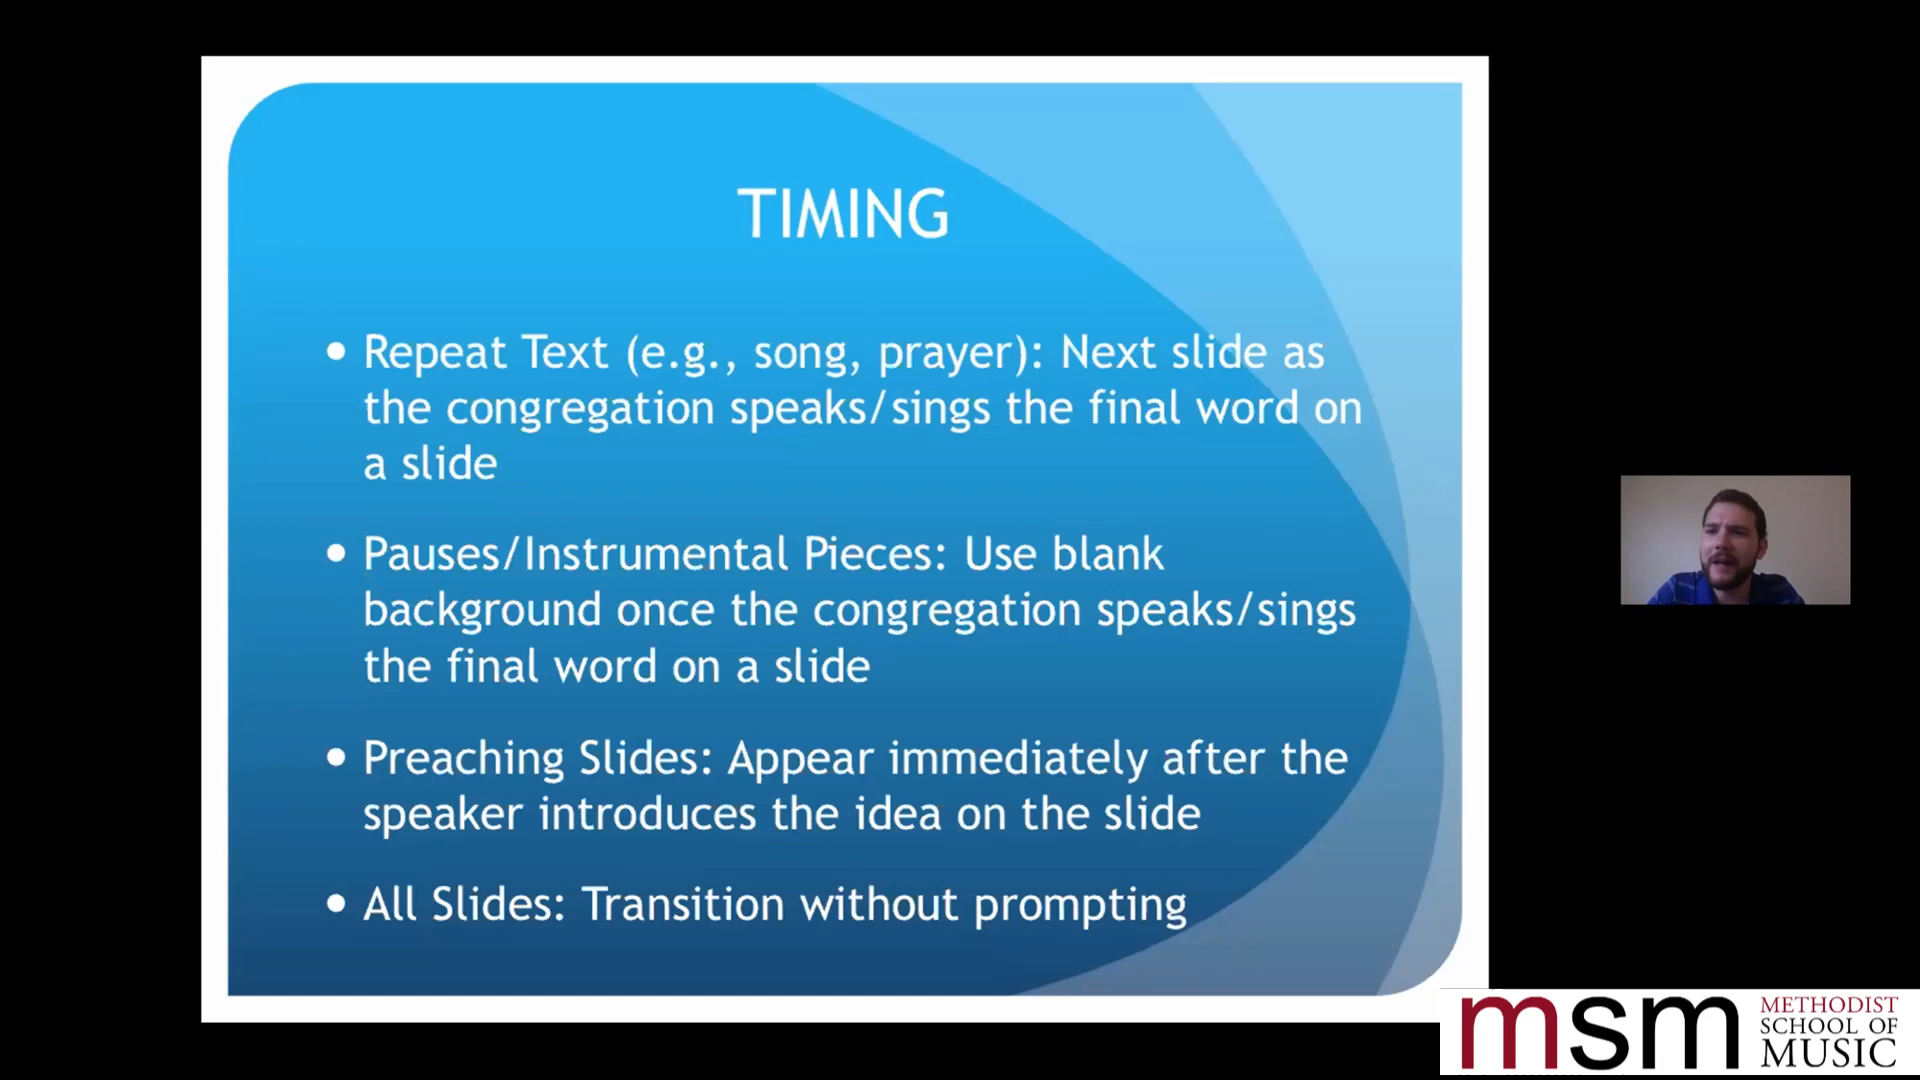 TIMING
• Repeat Text (e.g., song, prayer): Next slide as
the congregation speaks/sings the final word on
a slide
• Pauses/Instrumental Pieces: Use blank
background once the congregation speaks/sings
the final word on a slide
• Preaching Slides: Appear immediately after the
speaker introduces the idea on the slide
• All Slides: Transition without prompting
msm
METHODIST
SCHOOL OF
MUSIC